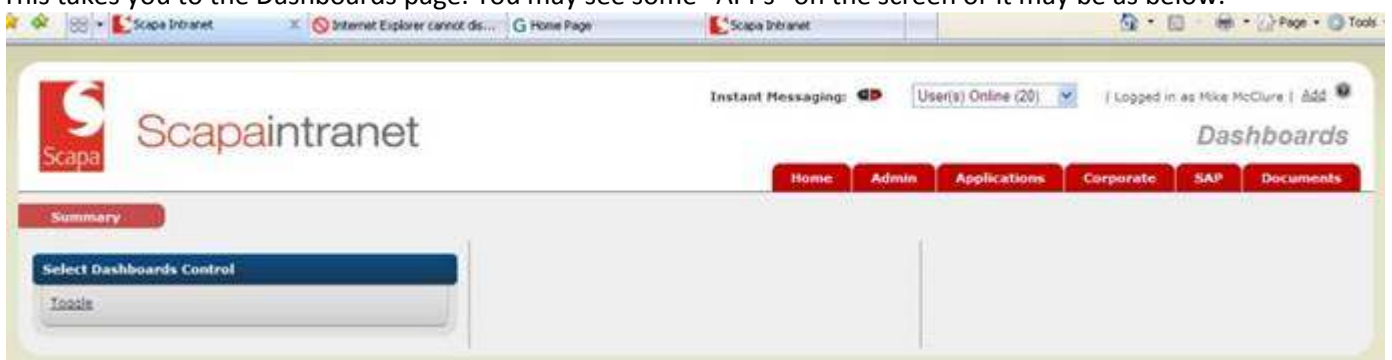 This takes you to the Dashboards page. You may see some "APPs" on the screen or it may be as below.
Scapa Intranet Internet Explorer cannot dis... G Home Page Scapa Intranet Page Tools
Instant Messaging: User(s) Online (20) | Logged in as Mike McClure | Add
Scapa
Scapaintranet
Dashboards
Home Admin Applications Corporate SAP Documents
Summary
Select Dashboards Control
Toggle